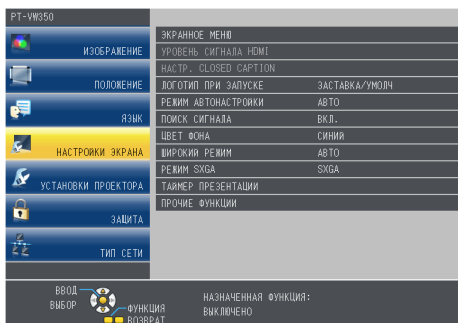 PT-VW350
ИЗОБРАЖЕНИЕ
ПОЛОЖЕНИЕ
ЯЗЫК
НАСТРОЙКИ ЭКРАНА
УСТАНОВКИ ПРОЕКТОРА
ЗАЩИТА
ТИП СЕТИ
ЭКРАННОЕ МЕНЮ
УРОВЕНЬ СИГНАЛА HDMI
НАСТР. CLOSED CAPTION
ЛОГОТИП ПРИ ЗАПУСКЕ ЗАСТАВКА/УМОЛЧ
РЕЖИМ АВТОНАСТРОЙКИ АВТО
ПОИСК СИГНАЛА ВКЛ.
ЦВЕТ ФОНА СИНИЙ
ШИРОКИЙ РЕЖИМ АВТО
РЕЖИМ SXGA SXGA
ТАЙМЕР ПРЕЗЕНТАЦИИ
ПРОЧИЕ ФУНКЦИИ
ВВОД
ВЫБОР
ФУНКЦИЯ
ВОЗВРАТ
НАЗНАЧЕННАЯ ФУНКЦИЯ:
ВЫКЛЮЧЕНО